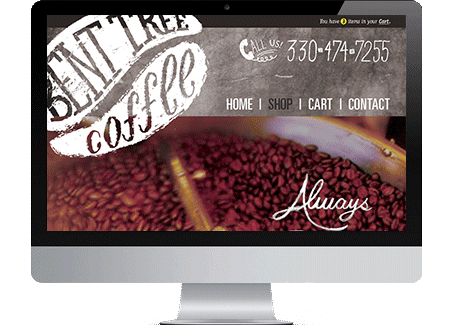 You have 3 items in your Cart.
BENT TREE
coffee
CALL US! 330-474-7255
HOME | SHOP | CART | CONTACT
Always